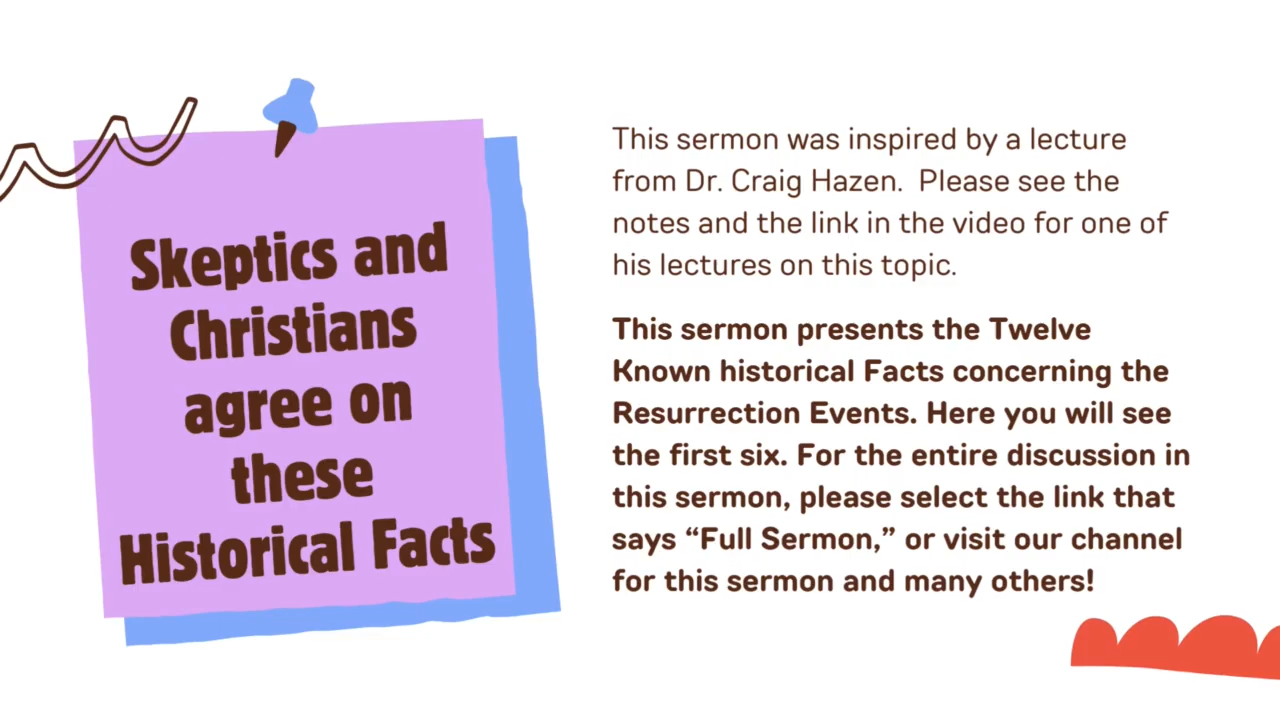 Skeptics and
Christians
agree on
these
Historical Facts
This sermon was inspired by a lecture
from Dr. Craig Hazen.  Please see the
notes and the link in the video for one of
his lectures on this topic.
This sermon presents the Twelve
Known historical Facts concerning the
Resurrection Events. Here you will see
the first six. For the entire discussion in
this sermon, please select the link that
says “Full Sermon,” or visit our channel
for this sermon and many others!